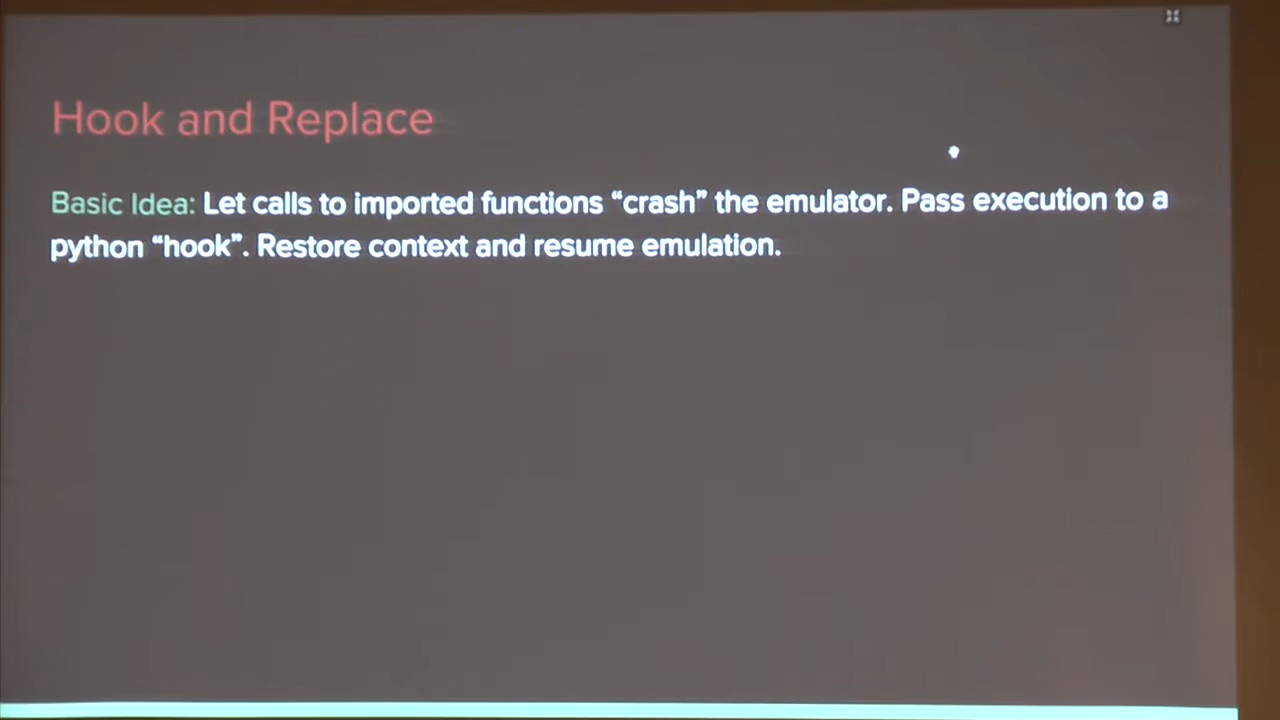 Hook and Replace
Basic Idea: Let calls to imported functions “crash” the emulator. Pass execution to a
python “hook”. Restore context and resume emulation.